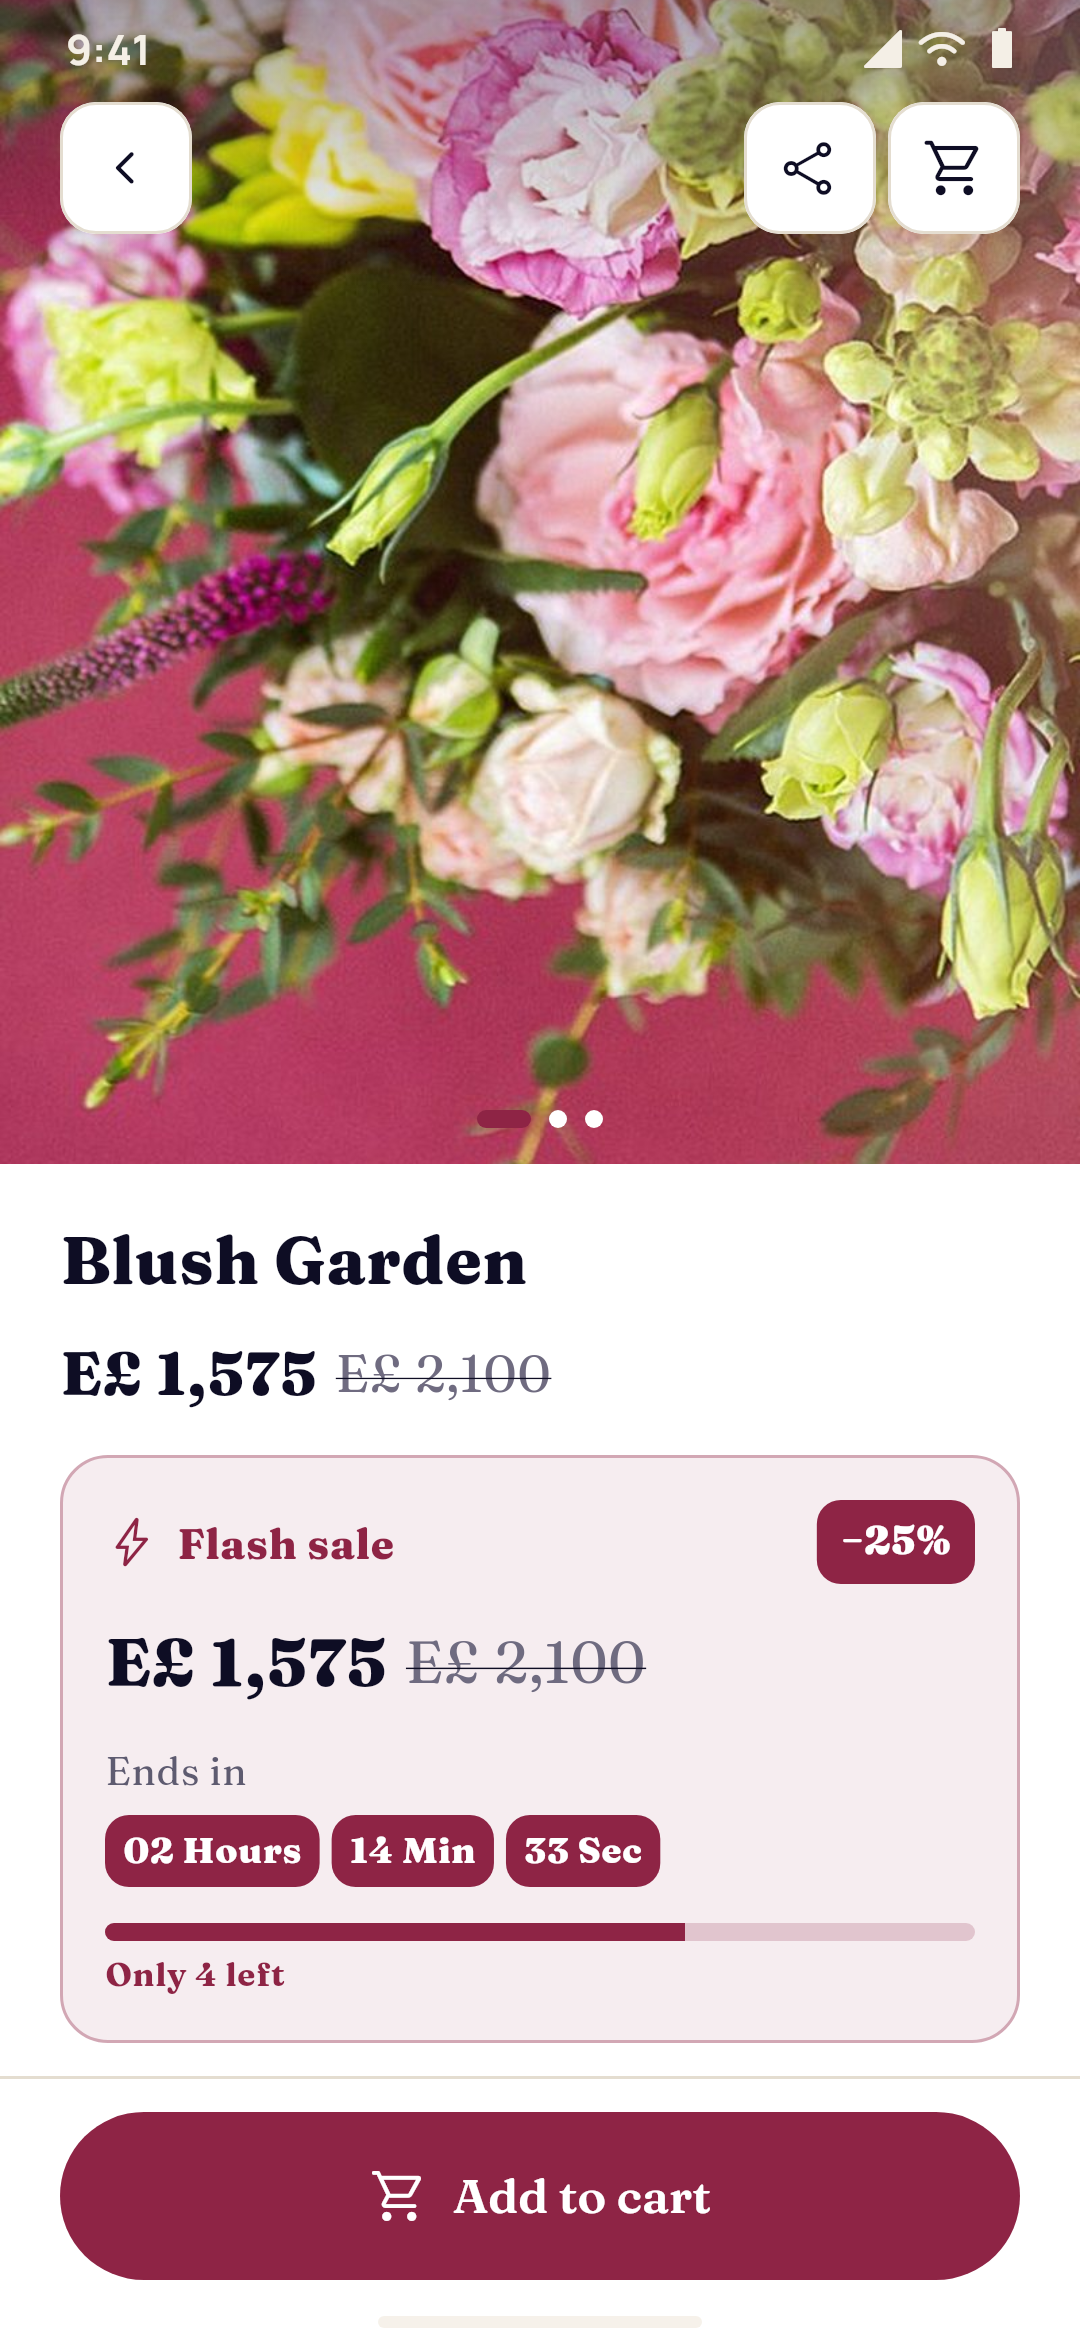 9:41
Blush Garden
E£ 1,575 E£ 2,100
Flash sale
−25%
E£ 1,575 E£ 2,100
Ends in
02 Hours 14 Min 33 Sec
Only 4 left
Add to cart